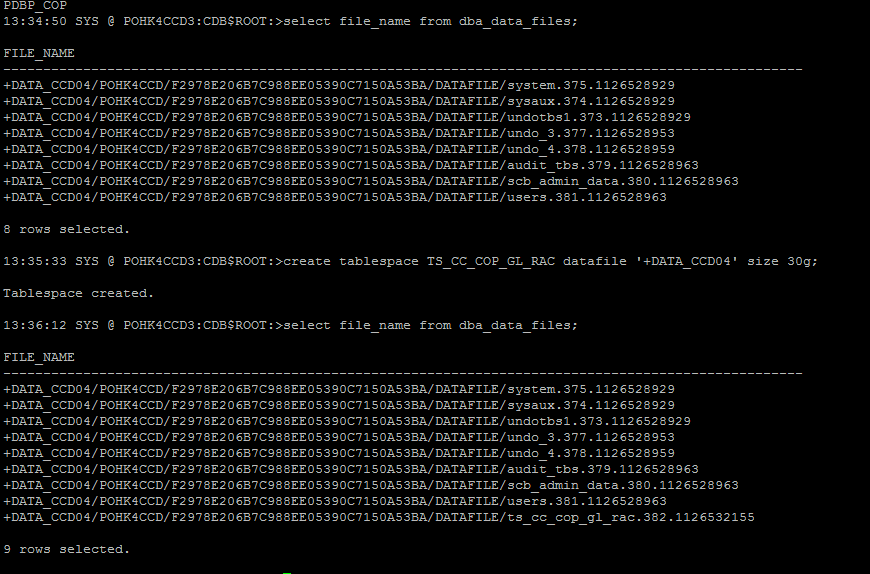 PDBP_COP
13:34:50 SYS @ POHK4CCD3:CDB$ROOT:>select file_name from dba_data_files;
FILE_NAME
----------------------------------------------------------------------------------------------------
+DATA_CCD04/POHK4CCD/F2978E206B7C988EE05390C7150A53BA/DATAFILE/system.375.1126528929
+DATA_CCD04/POHK4CCD/F2978E206B7C988EE05390C7150A53BA/DATAFILE/sysaux.374.1126528929
+DATA_CCD04/POHK4CCD/F2978E206B7C988EE05390C7150A53BA/DATAFILE/undotbs1.373.1126528929
+DATA_CCD04/POHK4CCD/F2978E206B7C988EE05390C7150A53BA/DATAFILE/undo_3.377.1126528953
+DATA_CCD04/POHK4CCD/F2978E206B7C988EE05390C7150A53BA/DATAFILE/undo_4.378.1126528959
+DATA_CCD04/POHK4CCD/F2978E206B7C988EE05390C7150A53BA/DATAFILE/audit_tbs.379.1126528963
+DATA_CCD04/POHK4CCD/F2978E206B7C988EE05390C7150A53BA/DATAFILE/scb_admin_data.380.1126528963
+DATA_CCD04/POHK4CCD/F2978E206B7C988EE05390C7150A53BA/DATAFILE/users.381.1126528963
8 rows selected.
13:35:33 SYS @ POHK4CCD3:CDB$ROOT:>create tablespace TS_CC_COP_GL_RAC datafile '+DATA_CCD04' size 30g;
Tablespace created.
13:36:12 SYS @ POHK4CCD3:CDB$ROOT:>select file_name from dba_data_files;
FILE_NAME
----------------------------------------------------------------------------------------------------
+DATA_CCD04/POHK4CCD/F2978E206B7C988EE05390C7150A53BA/DATAFILE/system.375.1126528929
+DATA_CCD04/POHK4CCD/F2978E206B7C988EE05390C7150A53BA/DATAFILE/sysaux.374.1126528929
+DATA_CCD04/POHK4CCD/F2978E206B7C988EE05390C7150A53BA/DATAFILE/undotbs1.373.1126528929
+DATA_CCD04/POHK4CCD/F2978E206B7C988EE05390C7150A53BA/DATAFILE/undo_3.377.1126528953
+DATA_CCD04/POHK4CCD/F2978E206B7C988EE05390C7150A53BA/DATAFILE/undo_4.378.1126528959
+DATA_CCD04/POHK4CCD/F2978E206B7C988EE05390C7150A53BA/DATAFILE/audit_tbs.379.1126528963
+DATA_CCD04/POHK4CCD/F2978E206B7C988EE05390C7150A53BA/DATAFILE/scb_admin_data.380.1126528963
+DATA_CCD04/POHK4CCD/F2978E206B7C988EE05390C7150A53BA/DATAFILE/users.381.1126528963
+DATA_CCD04/POHK4CCD/F2978E206B7C988EE05390C7150A53BA/DATAFILE/ts_cc_cop_gl_rac.382.1126532155
9 rows selected.